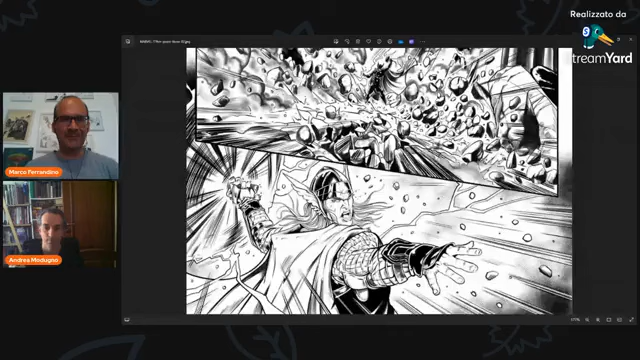 Realizzato da
StreamYard
Marco Ferrandino
Andrea Modugno